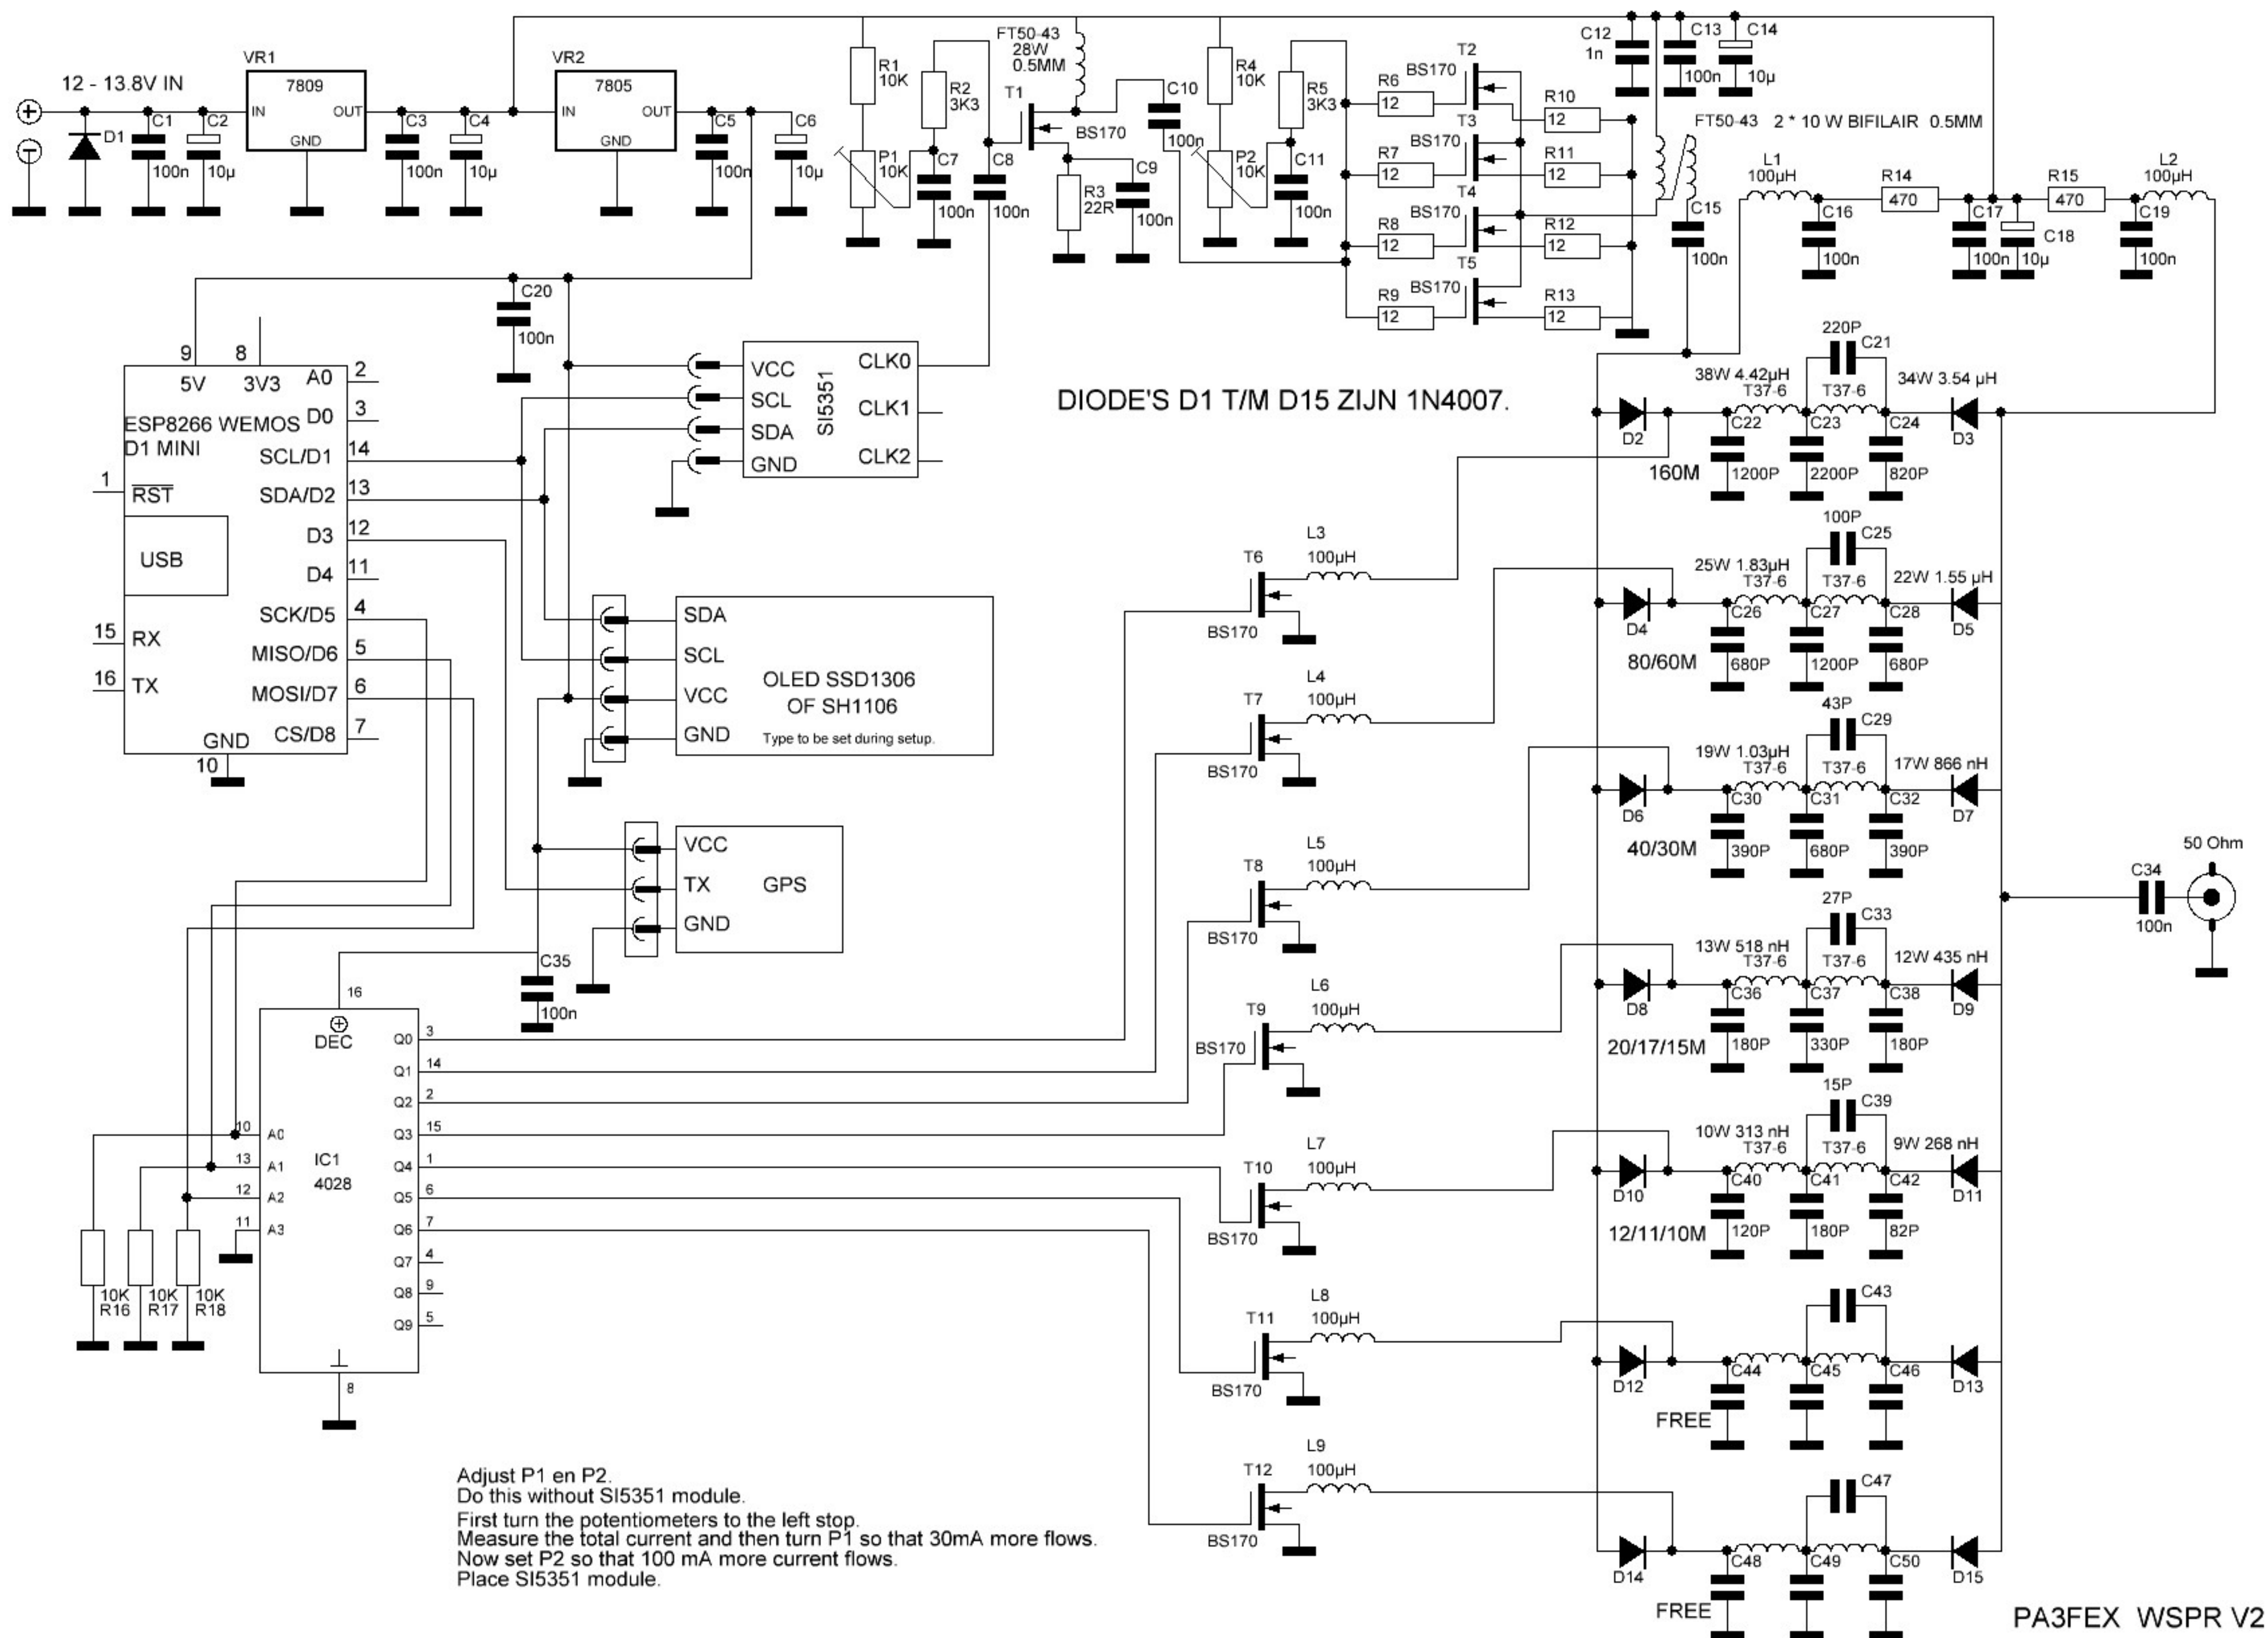 12 - 13.8V IN
D1
C1
100n
C2
10µ
VR1
7809
IN
OUT
GND
C3
100n
C4
10µ
VR2
7805
IN
OUT
GND
C5
100n
C6
10µ
R1
10K
P1
10K
R2
3K3
C7
100n
C8
100n
FT50-43
28W
0.5MM
T1
BS170
R3
22R
C9
100n
C10
100n
R4
10K
P2
10K
R5
3K3
C11
100n
R6
12
R7
12
R8
12
R9
12
T2
BS170
T3
BS170
T4
BS170
T5
BS170
R10
12
R11
12
R12
12
R13
12
C12
1n
C13
100n
C14
10µ
FT50-43 2 * 10 W BIFILAIR 0.5MM
C15
100n
L1
100µH
C16
100n
R14
470
C17
100n
C18
10µ
R15
470
C19
100n
L2
100µH
C20
100n
9
8
5V
3V3
ESP8266 WEMOS
D1 MINI
A0
2
D0
3
SCL/D1
14
1
RST
SDA/D2
13
D3
12
USB
D4
11
SCK/D5
4
15
RX
MISO/D6
5
16
TX
MOSI/D7
6
CS/D8
7
GND
10
VCC
SCL
SDA
GND
SI5351
CLK0
CLK1
CLK2
DIODE'S D1 T/M D15 ZIJN 1N4007.
SDA
SCL
VCC
GND
OLED SSD1306
OF SH1106
Type to be set during setup.
VCC
TX
GND
GPS
C35
100n
16
DEC
IC1
4028
10
A0
13
A1
12
A2
11
A3
8
Q0
3
Q1
14
Q2
2
Q3
15
Q4
1
Q5
6
Q6
7
Q7
4
Q8
9
Q9
5
10K
R16
10K
R17
10K
R18
T6
BS170
L3
100µH
T7
BS170
L4
100µH
T8
BS170
L5
100µH
T9
BS170
L6
100µH
T10
BS170
L7
100µH
T11
BS170
L8
100µH
T12
BS170
L9
100µH
220P
C21
38W 4.42µH
T37-6
T37-6
34W 3.54 µH
D2
C22
C23
C24
D3
160M
1200P
2200P
820P
100P
C25
25W 1.83µH
T37-6
T37-6
22W 1.55 µH
D4
C26
C27
C28
D5
80/60M
680P
1200P
680P
43P
C29
19W 1.03µH
T37-6
T37-6
17W 866 nH
D6
C30
C31
C32
D7
40/30M
390P
680P
390P
27P
C33
13W 518 nH
T37-6
T37-6
12W 435 nH
D8
C36
C37
C38
D9
20/17/15M
180P
330P
180P
15P
C39
10W 313 nH
T37-6
T37-6
9W 268 nH
D10
C40
C41
C42
D11
12/11/10M
120P
180P
82P
C43
D12
C44
C45
C46
D13
FREE
C47
D14
C48
C49
C50
D15
FREE
50 Ohm
C34
100n
Adjust P1 en P2.
Do this without SI5351 module.
First turn the potentiometers to the left stop.
Measure the total current and then turn P1 so that 30mA more flows.
Now set P2 so that 100 mA more current flows.
Place SI5351 module.
PA3FEX WSPR V2